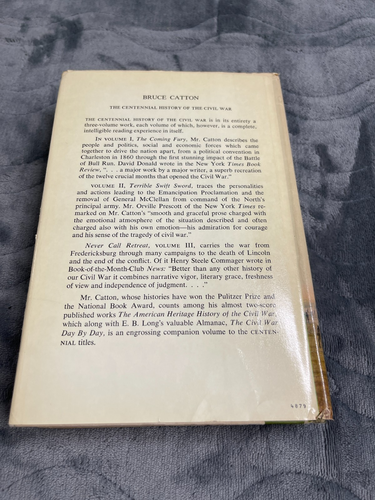 BRUCE CATTON
THE CENTENNIAL HISTORY OF THE CIVIL WAR
THE CENTENNIAL HISTORY OF THE CIVIL WAR is in its entirety a
three-volume work, each volume of which, however, is a complete,
intelligible reading experience in itself.
IN VOLUME I, The Coming Fury, Mr. Catton describes the
people and politics, social and economic forces which came
together to drive the nation apart, from a political convention in
Charleston in 1860 through the first stunning impact of the Battle
of Bull Run. David Donald wrote in the New York Times Book
Review, ". . . a major work by a major writer, a superb recreation
of the twelve crucial months that opened the Civil War."
VOLUME II, Terrible Swift Sword, traces the personalities
and actions leading to the Emancipation Proclamation and the
removal of General McClellan from command of the North's
principal army. Mr. Orville Prescott of the New York Times re-
marked on Mr. Catton's "smooth and graceful prose charged with
the emotional atmosphere of the situation described and often
charged also with his own emotion—his admiration for courage
and his sense of the tragedy of civil war."
Never Call Retreat, VOLUME III, carries the war from
Fredericksburg through many campaigns to the death of Lincoln
and the end of the conflict. Of it Henry Steele Commager wrote in
Book-of-the-Month-Club News: "Better than any other history of
our Civil War it combines narrative vigor, literary grace, freshness
of view and independence of judgment. . . ."
Mr. Catton, whose histories have won the Pulitzer Prize and
the National Book Award, counts among his almost two-score
published works The American Heritage History of the Civil War,
which along with E. B. Long's valuable Almanac, The Civil War
Day By Day, is an engrossing companion volume to the CENTEN-
NIAL titles.
4679